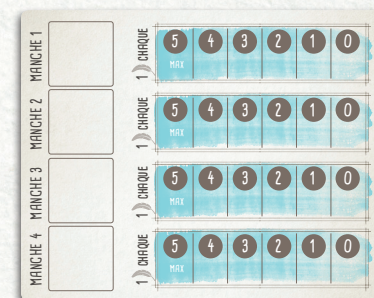 MANCHE 1
1 CHAQUE
5 4 3 2 1 0
MAX
MANCHE 2
1 CHAQUE
5 4 3 2 1 0
MAX
MANCHE 3
1 CHAQUE
5 4 3 2 1 0
MAX
MANCHE 4
1 CHAQUE
5 4 3 2 1 0
MAX